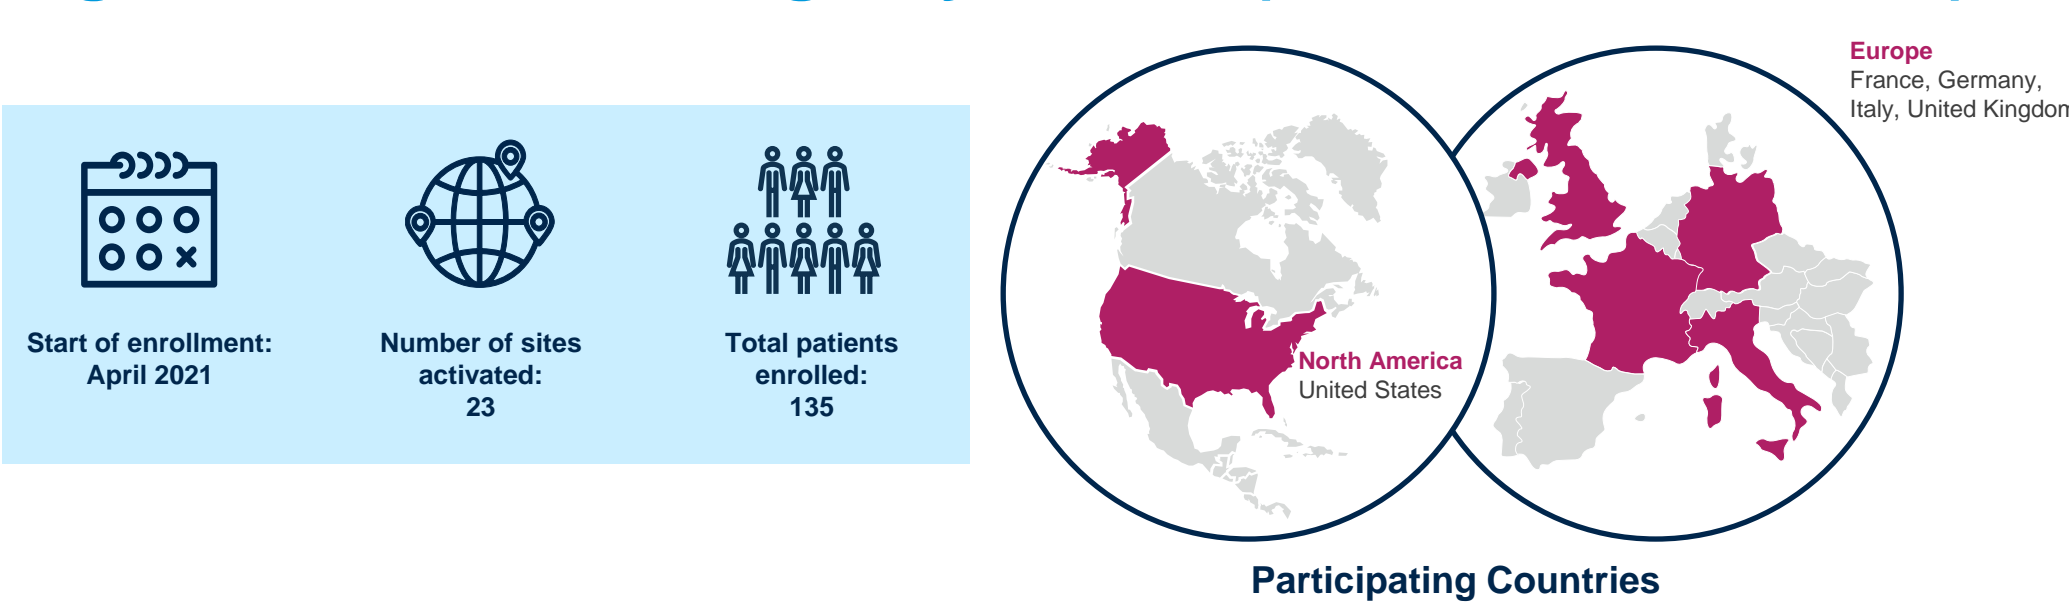 Start of enrollment:
April 2021
Number of sites
activated:
23
Total patients
enrolled:
135
Europe
France, Germany,
Italy, United Kingdom
North America
United States
Participating Countries